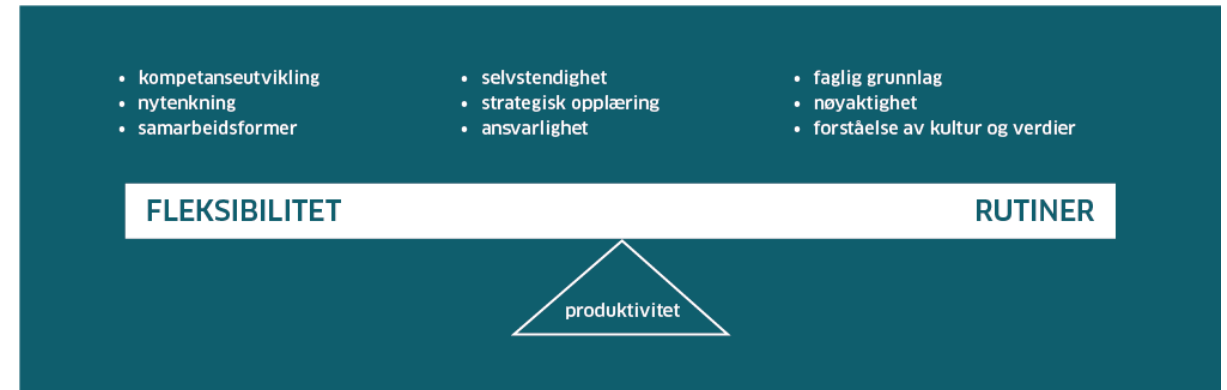 • kompetanseutvikling
• nytenkning
• samarbeidsformer
• selvstendighet
• strategisk opplæring
• ansvarlighet
• faglig grunnlag
• nøyaktighet
• forståelse av kultur og verdier
FLEKSIBILITET
RUTINER
produktivitet